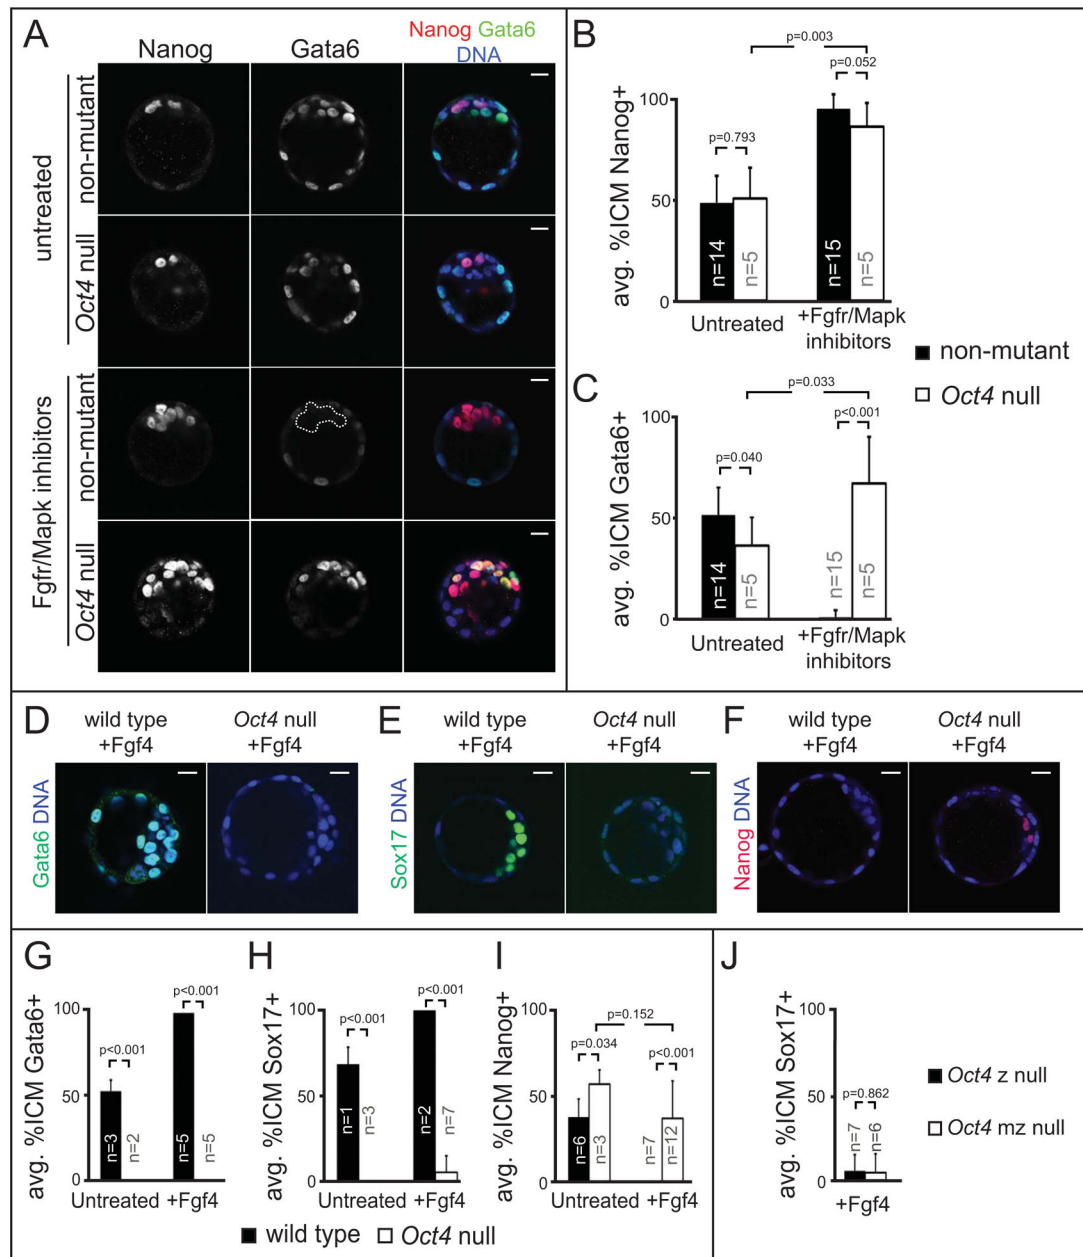 A
Nanog
Gata6
Nanog Gata6
DNA
untreated
non-mutant
Oct4 null
Fgfr/Mapk inhibitors
non-mutant
Oct4 null
B
p=0.003
p=0.052
p=0.793
avg. %ICM Nanog+
100
50
0
n=14
n=5
n=15
n=5
Untreated
+Fgfr/Mapk
inhibitors
non-mutant
Oct4 null
C
p=0.033
p<0.001
p=0.040
avg. %ICM Gata6+
100
50
0
n=14
n=5
n=15
n=5
Untreated
+Fgfr/Mapk
inhibitors
D
wild type
+Fgf4
Oct4 null
+Fgf4
Gata6 DNA
E
wild type
+Fgf4
Oct4 null
+Fgf4
Sox17 DNA
F
wild type
+Fgf4
Oct4 null
+Fgf4
Nanog DNA
G
avg. %ICM Gata6+
100
50
0
p<0.001
p<0.001
n=3
n=2
n=5
n=5
Untreated +Fgf4
H
avg. %ICM Sox17+
100
50
0
p<0.001
p<0.001
n=1
n=3
n=2
n=7
Untreated +Fgf4
I
avg. %ICM Nanog+
100
50
0
p=0.152
p=0.034
p<0.001
n=6
n=3
n=7
n=12
Untreated +Fgf4
wild type
Oct4 null
J
avg. %ICM Sox17+
100
50
0
p=0.862
n=7
n=6
+Fgf4
Oct4 z null
Oct4 mz null